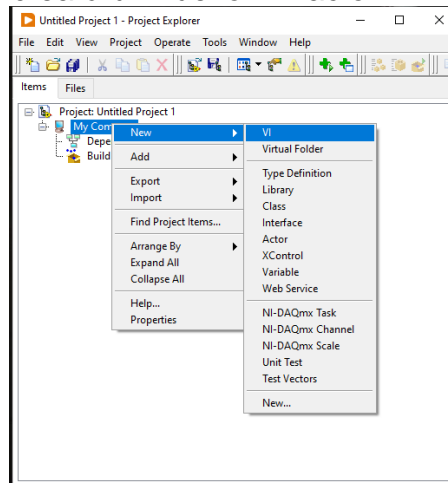 Untitled Project 1 - Project Explorer
File Edit View Project Operate Tools Window Help
Items Files
Project: Untitled Project 1
My Com
Depe
Build
New
Add
Export
Import
Find Project Items...
Arrange By
Expand All
Collapse All
Help...
Properties
VI
Virtual Folder
Type Definition
Library
Class
Interface
Actor
XControl
Variable
Web Service
NI-DAQmx Task
NI-DAQmx Channel
NI-DAQmx Scale
Unit Test
Test Vectors
New...